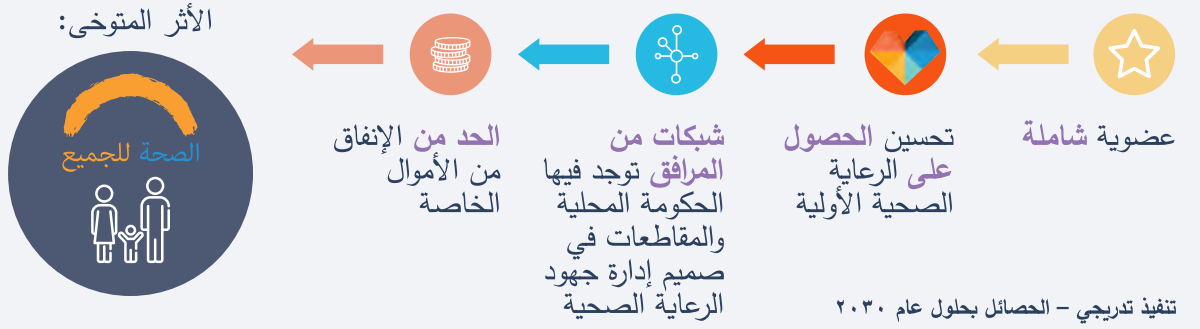 عضوية شاملة
تحسين الحصول
على الرعاية
الصحية الأولية
شبكات من
المرافق توجد فيها
الحكومة المحلية
والمقاطعات في
صميم إدارة جهود
الرعاية الصحية
الحد من الإنفاق
من الأموال
الخاصة
الأثر المتوخى:
الصحة للجميع
تنفيذ تدريجي – الحصائل بحلول عام ٢٠٣٠